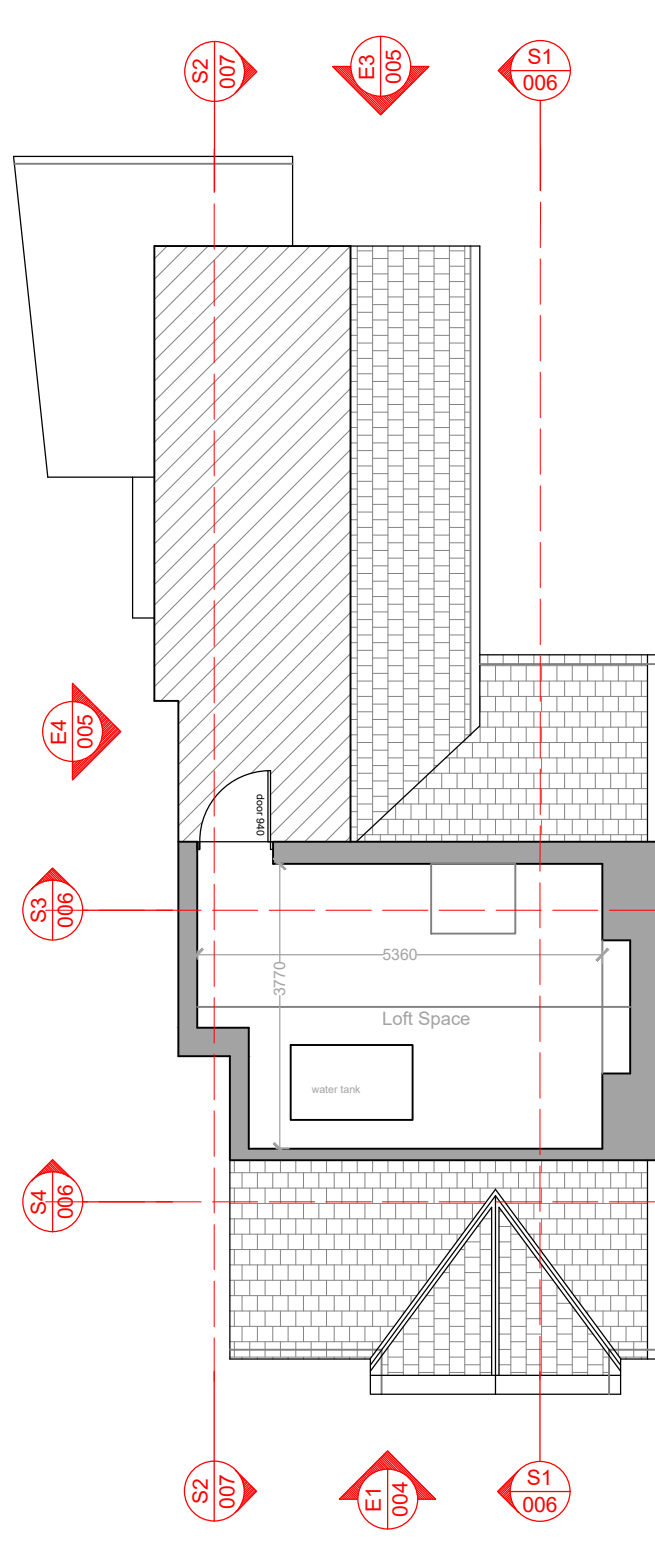 S2
007
E3
005
S1
006
E4
005
door 940
S3
006
5360
3770
Loft Space
water tank
S4
006
S2
007
E1
004
S1
006